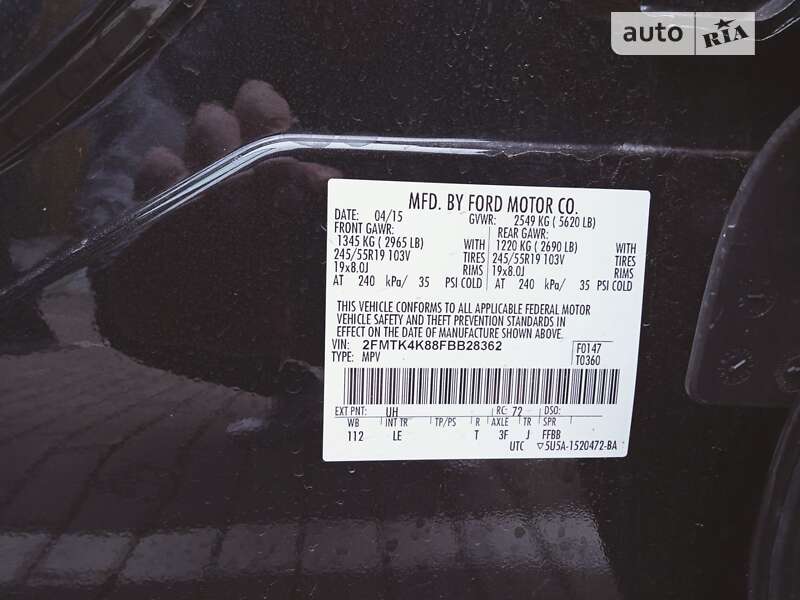 auto RIA
MFD. BY FORD MOTOR CO.
DATE: 04/15 GVWR: 2549 KG ( 5620 LB)
FRONT GAWR: REAR GAWR:
1345 KG ( 2965 LB) WITH 1220 KG ( 2690 LB) WITH
245/55R19 103V TIRES 245/55R19 103V TIRES
19x8.0J RIMS 19x8.0J RIMS
AT 240 kPa/ 35 PSI COLD AT 240 kPa/ 35 PSI COLD
THIS VEHICLE CONFORMS TO ALL APPLICABLE FEDERAL MOTOR
VEHICLE SAFETY AND THEFT PREVENTION STANDARDS IN
EFFECT ON THE DATE OF MANUFACTURE SHOWN ABOVE.
VIN: 2FMTK4K88FBB28362 F0147
TYPE: MPV T0360
EXT PNT: UH RC: 72 DSO:
WB INT TR TP/PS R AXLE TR SPR
112 LE T 3F J FFBB
UTC ▽5U5A-1520472-BA